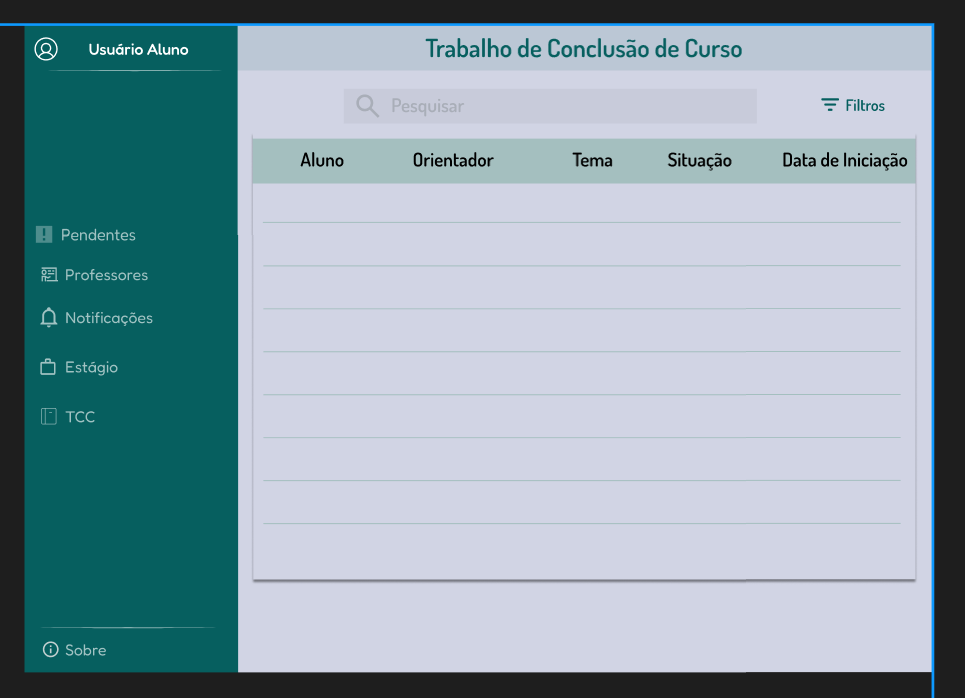 Usuário Aluno
Trabalho de Conclusão de Curso
Pesquisar
Filtros
Aluno Orientador Tema Situação Data de Iniciação
Pendentes
Professores
Notificações
Estágio
TCC
Sobre